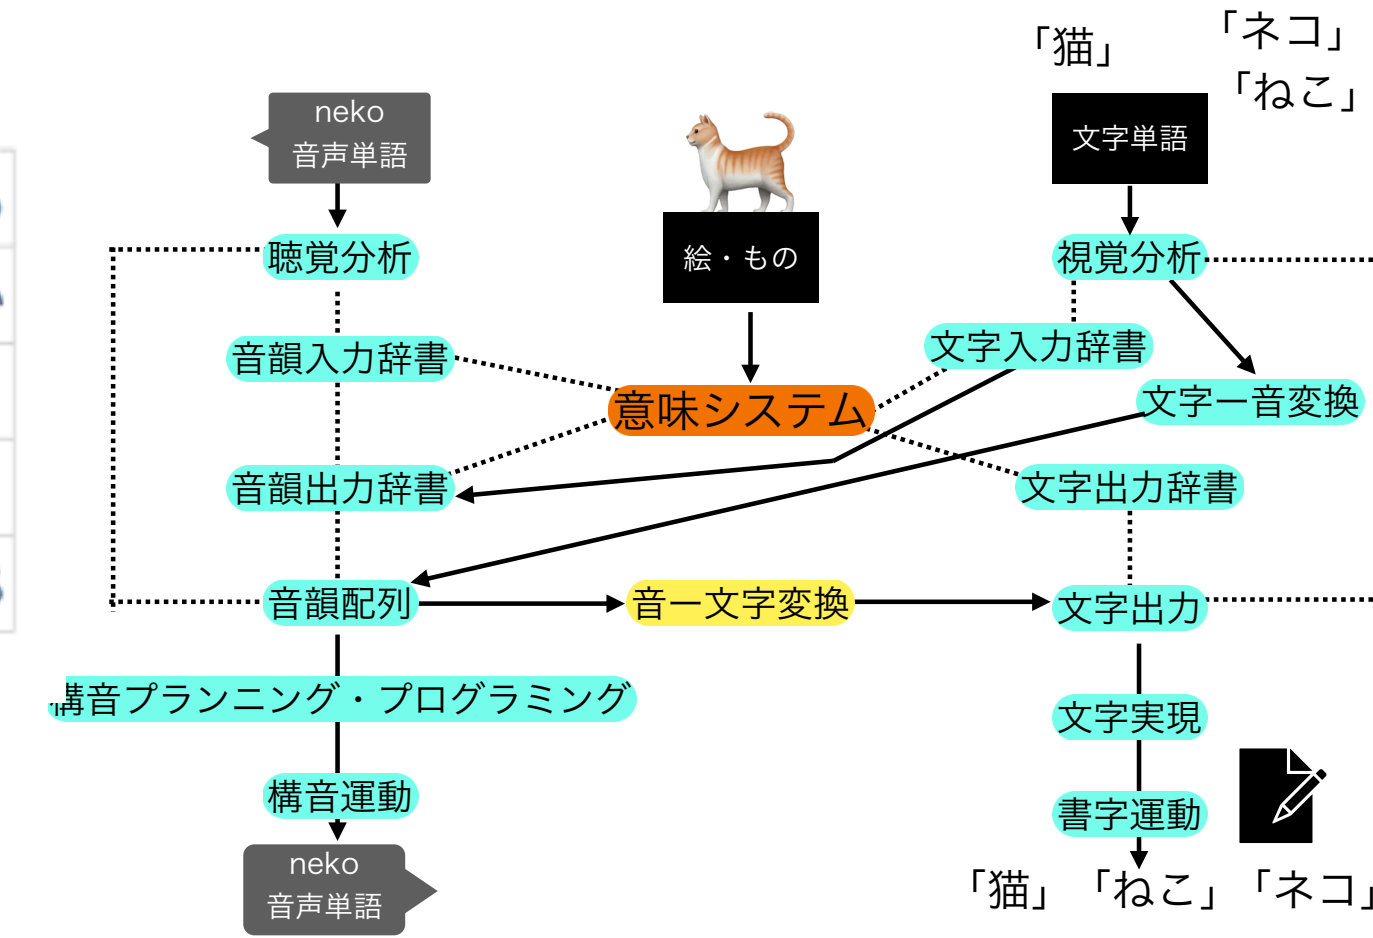 「猫」
「ネコ」
「ねこ」
neko
音声単語
文字単語
絵・もの
聴覚分析
視覚分析
音韻入力辞書
文字入力辞書
意味システム
文字ー音変換
音韻出力辞書
文字出力辞書
音韻配列
音ー文字変換
文字出力
構音プランニング・プログラミング
文字実現
構音運動
書字運動
neko
音声単語
「猫」「ねこ」「ネコ」